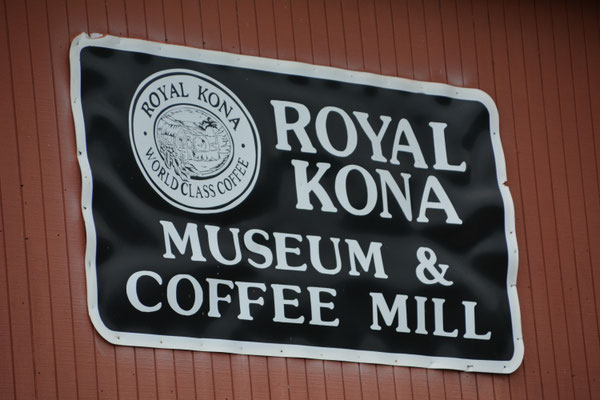 ROYAL KONA
WORLD CLASS COFFEE
ROYAL
KONA
MUSEUM &
COFFEE MILL